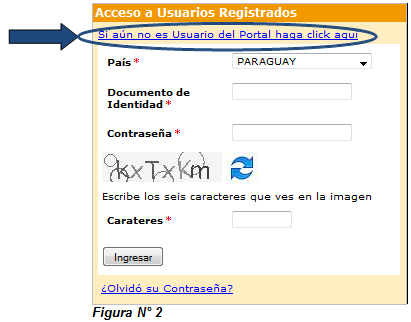 Acceso a Usuarios Registrados
Si aún no es Usuario del Portal haga click aquí
País * PARAGUAY
Documento de
Identidad *
Contraseña *
kxTxkm
Escribe los seis caracteres que ves en la imagen
Carateres *
Ingresar
¿Olvidó su Contraseña?
Figura N° 2